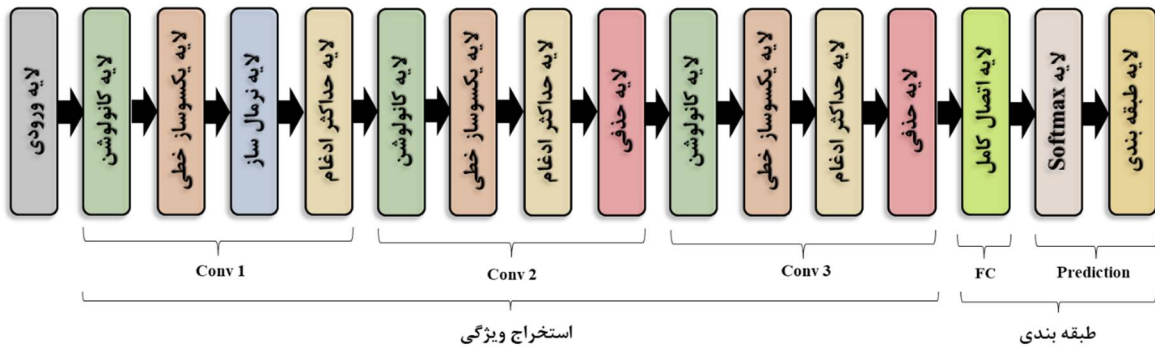 لایه ورودی
لایه کانولوشن
لایه یکسوساز خطی
لایه نرمال ساز
لایه حداکثر ادغام
لایه کانولوشن
لایه یکسوساز خطی
لایه حداکثر ادغام
لایه حذفی
لایه کانولوشن
لایه یکسوساز خطی
لایه حداکثر ادغام
لایه حذفی
لایه اتصال کامل
لایه Softmax
لایه طبقه بندی
Conv 1
Conv 2
Conv 3
FC
Prediction
استخراج ویژگی
طبقه بندی